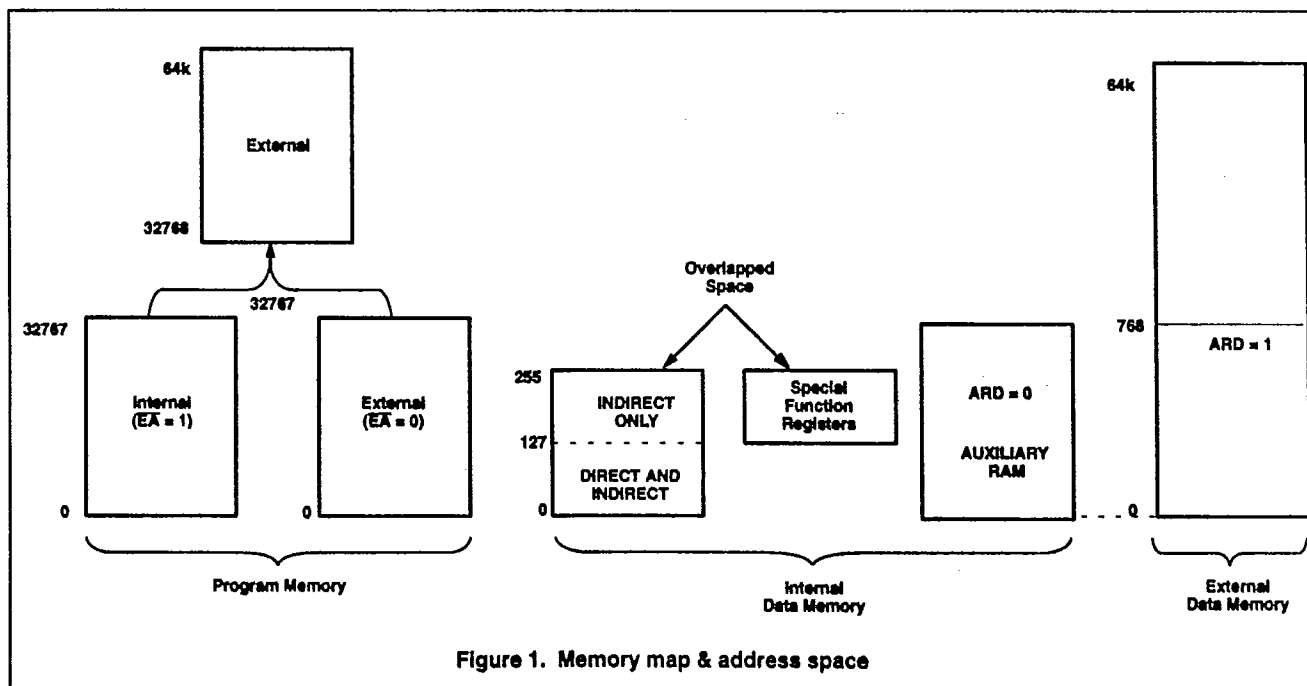 64k
External
32768
32767
32767
Internal
(E̅A̅ = 1)
0
External
(E̅A̅ = 0)
0
Program Memory
Overlapped
Space
255
INDIRECT
ONLY
127
DIRECT AND
INDIRECT
0
Special
Function
Registers
ARD = 0
AUXILIARY
RAM
Internal
Data Memory
64k
768
ARD = 1
0
External
Data Memory
Figure 1. Memory map & address space